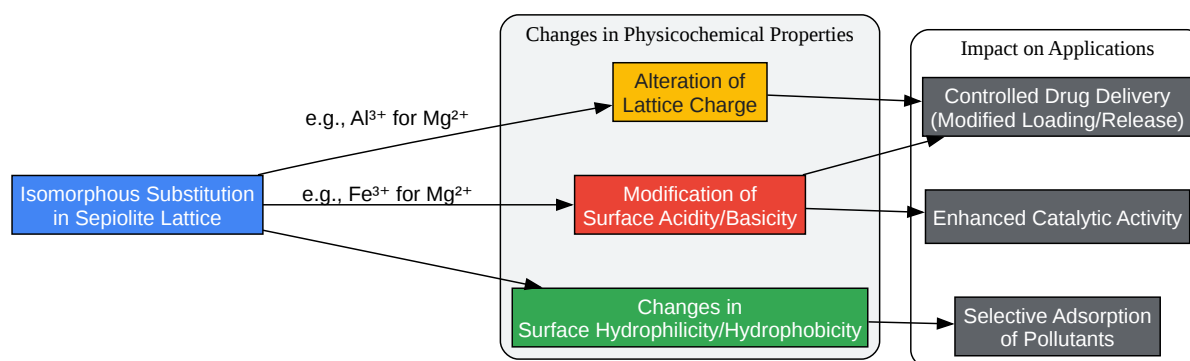 Changes in Physicochemical Properties
Impact on Applications
Alteration of
Lattice Charge
Controlled Drug Delivery
(Modified Loading/Release)
e.g., Al³⁺ for Mg²⁺
Isomorphous Substitution
in Sepiolite Lattice
e.g., Fe³⁺ for Mg²⁺
Modification of
Surface Acidity/Basicity
Enhanced Catalytic Activity
Changes in
Surface Hydrophilicity/Hydrophobicity
Selective Adsorption
of Pollutants